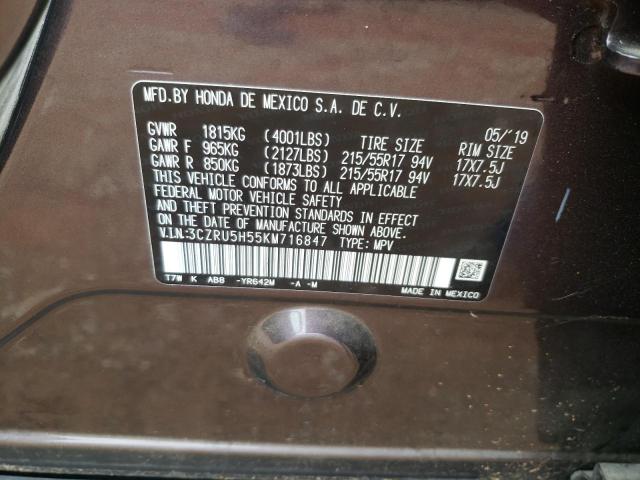 MFD.BY HONDA DE MEXICO S.A. DE C.V.
05/'19
GVWR 1815KG (4001LBS) TIRE SIZE RIM SIZE
GAWR F 965KG (2127LBS) 215/55R17 94V 17X7.5J
GAWR R 850KG (1873LBS) 215/55R17 94V 17X7.5J
THIS VEHICLE CONFORMS TO ALL APPLICABLE
FEDERAL MOTOR VEHICLE SAFETY
AND THEFT PREVENTION STANDARDS IN EFFECT
ON THE DATE OF MANUFACTURE SHOWN ABOVE.
V.I.N:3CZRU5H55KM716847 TYPE: MPV
T7W K ABB -YR642M -A -M MADE IN MEXICO